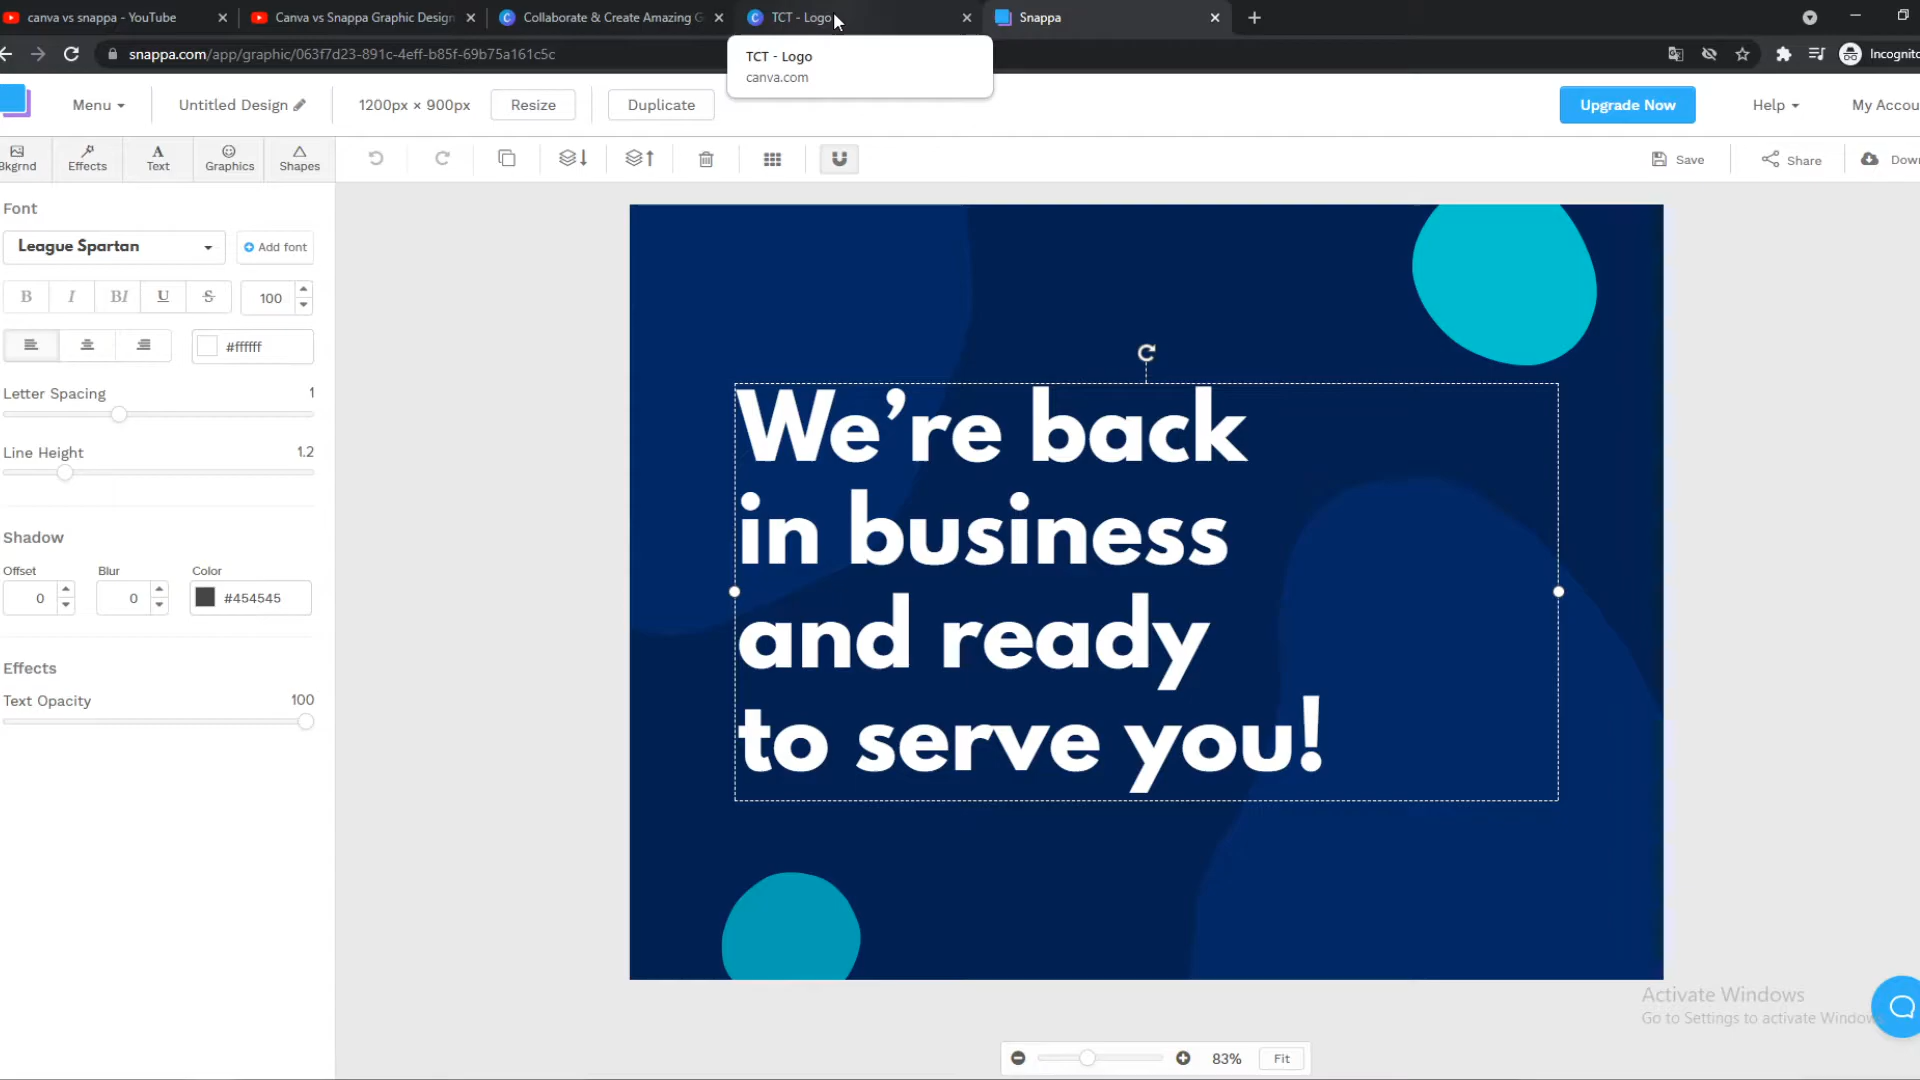 canva vs snappa - YouTube
Canva vs Snappa Graphic Design
Collaborate & Create Amazing G
TCT - Logo
Snappa
snappa.com/app/graphic/063f7d23-891c-4eff-b85f-69b75a161c5c
Incognito
TCT - Logo
canva.com
Menu
Untitled Design
1200px × 900px
Resize
Duplicate
Upgrade Now
Help
My Accou
Bkgrnd
Effects
Text
Graphics
Shapes
Save
Share
Down
Font
League Spartan
Add font
B
I
BI
U
S
100
#ffffff
Letter Spacing
1
Line Height
1.2
Shadow
Offset
Blur
Color
0
0
#454545
Effects
Text Opacity
100
We’re back
in business
and ready
to serve you!
Activate Windows
Go to Settings to activate Windows
83%
Fit